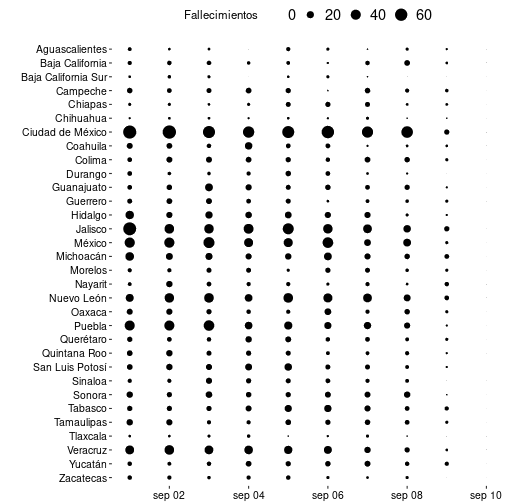 Fallecimientos 0 20 40 60
Aguascalientes
Baja California
Baja California Sur
Campeche
Chiapas
Chihuahua
Ciudad de México
Coahuila
Colima
Durango
Guanajuato
Guerrero
Hidalgo
Jalisco
México
Michoacán
Morelos
Nayarit
Nuevo León
Oaxaca
Puebla
Querétaro
Quintana Roo
San Luis Potosí
Sinaloa
Sonora
Tabasco
Tamaulipas
Tlaxcala
Veracruz
Yucatán
Zacatecas
sep 02 sep 04 sep 06 sep 08 sep 10